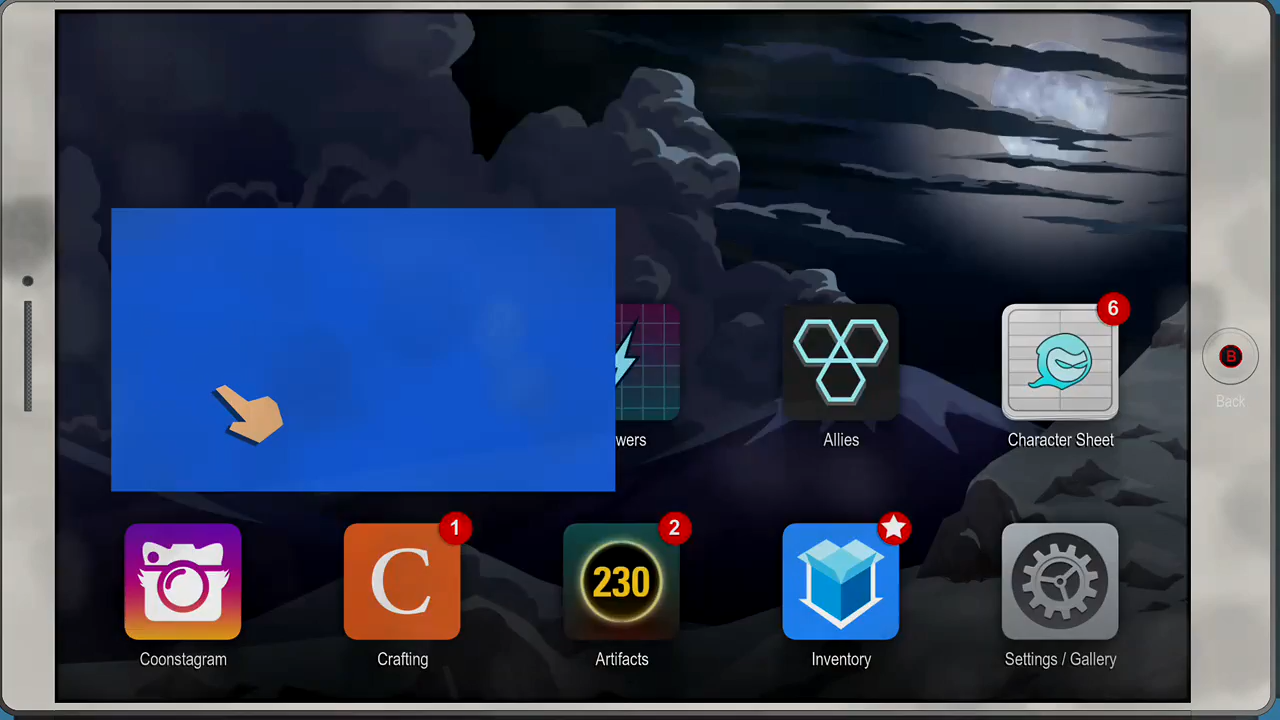 6
B
Back
wers
Allies
Character Sheet
1
2
C
230
Coonstagram
Crafting
Artifacts
Inventory
Settings / Gallery